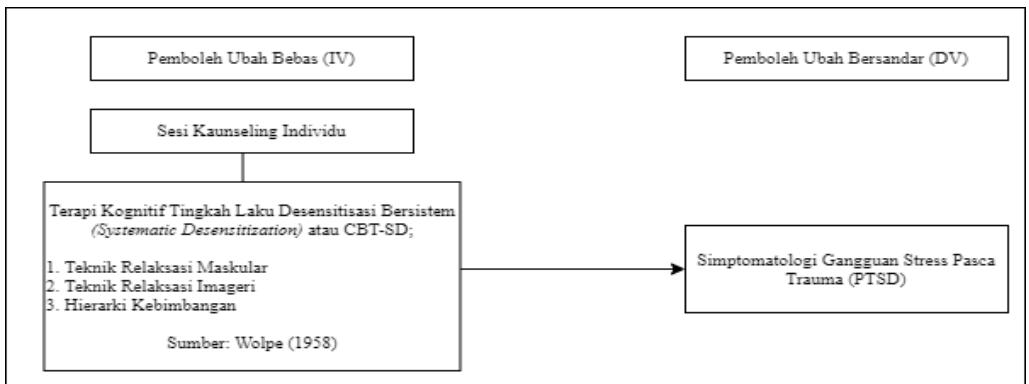 Pemboleh Ubah Bebas (IV)
Pemboleh Ubah Bersandar (DV)
Sesi Kaunseling Individu
Terapi Kognitif Tingkah Laku Desensitisasi Bersistem
(Systematic Desensitization) atau CBT-SD;
1. Teknik Relaksasi Maskular
2. Teknik Relaksasi Imageri
3. Hierarki Kebimbangan
Sumber: Wolpe (1958)
Simptomatologi Gangguan Stress Pasca
Trauma (PTSD)